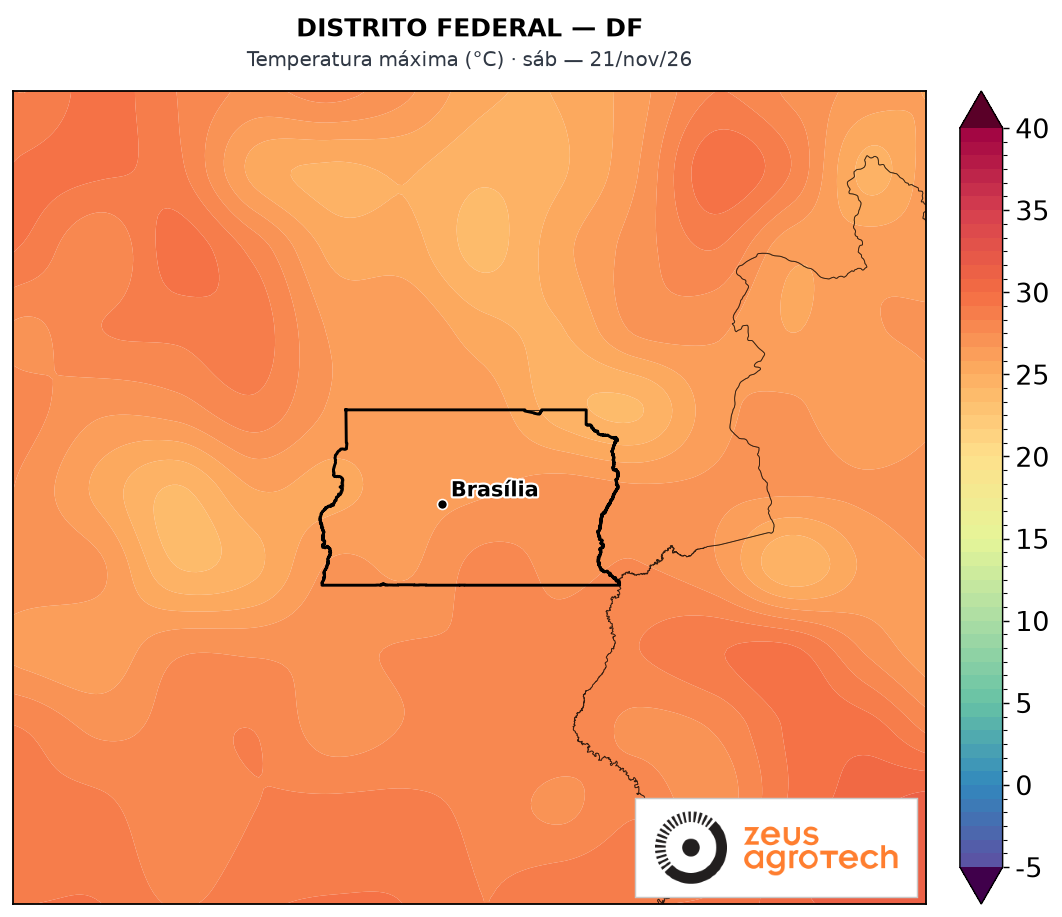 DISTRITO FEDERAL — DF
Temperatura máxima (°C) · sáb — 21/nov/26
40
35
30
25
20
15
10
5
0
-5
Brasília
zeus
agrotech